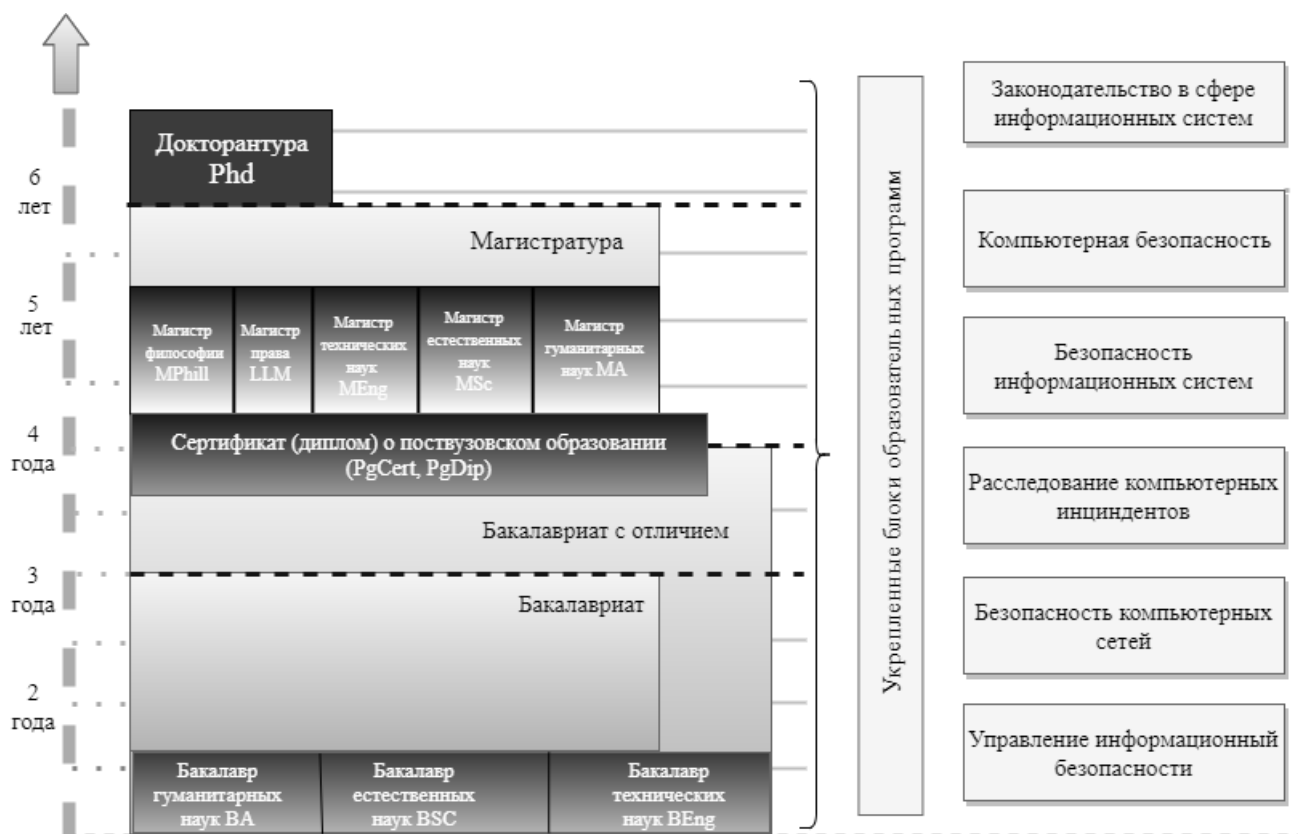 6
лет
5
лет
4
года
3
года
2
года
Докторантура
Phd
Магистратура
Магистр
философии
MPhill
Магистр
права
LLM
Магистр
технических
наук
MEng
Магистр
естественных
наук
MSc
Магистр
гуманитарных
наук MA
Сертификат (диплом) о поствузовском образовании
(PgCert, PgDip)
Бакалавриат с отличием
Бакалавриат
Бакалавр
гуманитарных
наук BA
Бакалавр
естественных
наук BSC
Бакалавр
технических
наук BEng
Укрепленные блоки образовательных программ
Законодательство в сфере
информационных систем
Компьютерная безопасность
Безопасность
информационных систем
Расследование компьютерных
инциндентов
Безопасность компьютерных
сетей
Управление информационный
безопасности